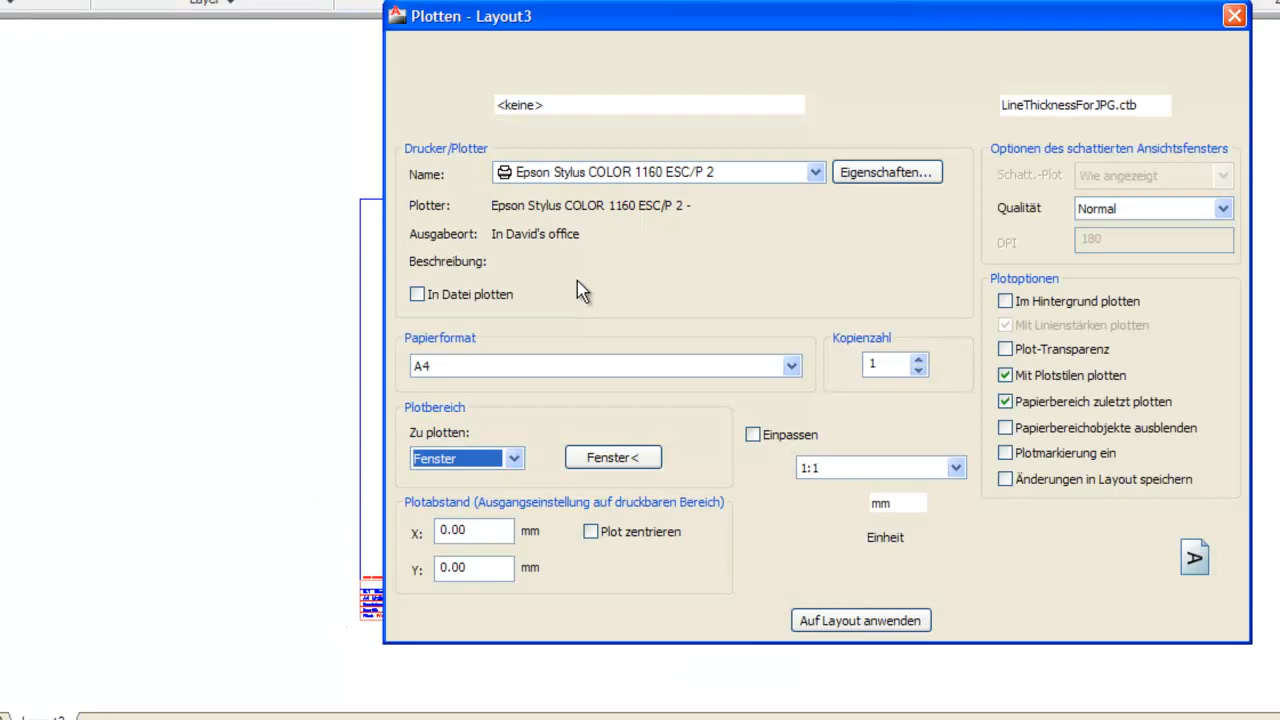 Layer
Plotten - Layout3
<keine>
LineThicknessForJPG.ctb
Drucker/Plotter
Name:
Epson Stylus COLOR 1160 ESC/P 2
Eigenschaften...
Plotter:
Epson Stylus COLOR 1160 ESC/P 2 -
Ausgabeort:
In David's office
Beschreibung:
In Datei plotten
Optionen des schattierten Ansichtsfensters
Schatt.-Plot
Wie angezeigt
Qualität
Normal
DPI
180
Papierformat
A4
Kopienzahl
1
Plotoptionen
Im Hintergrund plotten
Mit Linienstärken plotten
Plot-Transparenz
Mit Plotstilen plotten
Papierbereich zuletzt plotten
Papierbereichobjekte ausblenden
Plotmarkierung ein
Änderungen in Layout speichern
Plotbereich
Zu plotten:
Fenster
Fenster<
Einpassen
1:1
mm
Einheit
Plotabstand (Ausgangseinstellung auf druckbaren Bereich)
X:
0.00
mm
Plot zentrieren
Y:
0.00
mm
A
Auf Layout anwenden